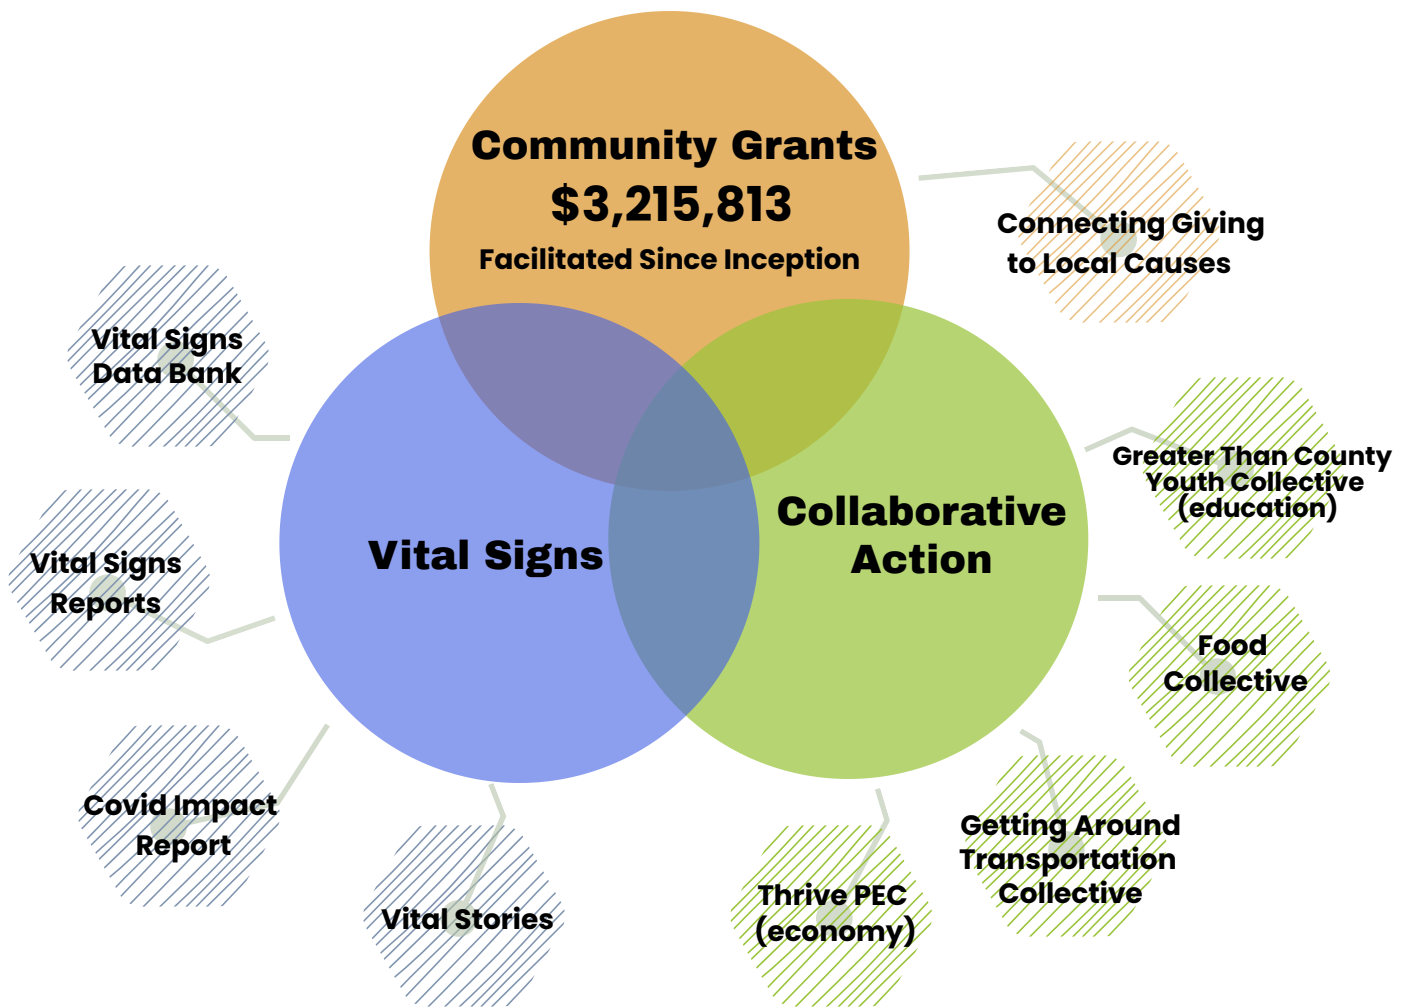 Community Grants
$3,215,813
Facilitated Since Inception
Connecting Giving
to Local Causes
Vital Signs
Data Bank
Greater Than County
Youth Collective
(education)
Collaborative
Action
Vital Signs
Vital Signs
Reports
Food
Collective
Covid Impact
Report
Getting Around
Transportation
Collective
Vital Stories
Thrive PEC
(economy)